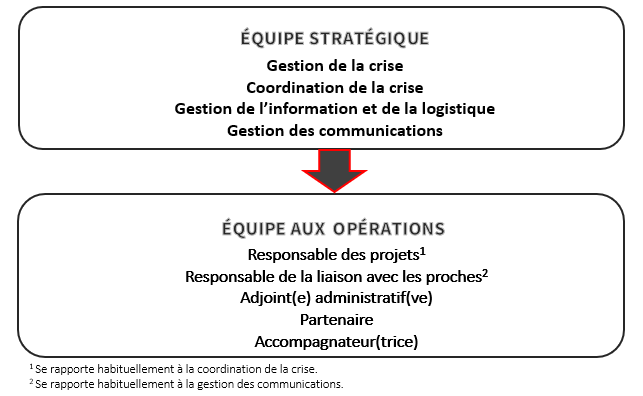 ÉQUIPE STRATÉGIQUE
Gestion de la crise
Coordination de la crise
Gestion de l'information et de la logistique
Gestion des communications
ÉQUIPE AUX OPÉRATIONS
Responsable des projets¹
Responsable de la liaison avec les proches²
Adjoint(e) administratif(ve)
Partenaire
Accompagnateur(trice)
¹ Se rapporte habituellement à la coordination de la crise.
² Se rapporte habituellement à la gestion des communications.